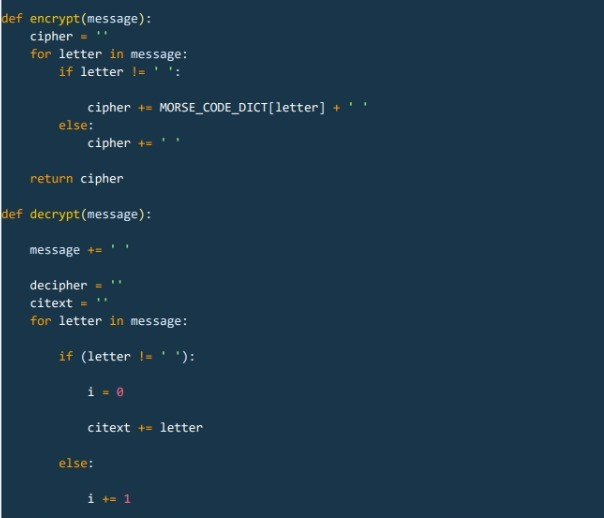 def encrypt(message):
    cipher = ''
    for letter in message:
        if letter != ' ':
            cipher += MORSE_CODE_DICT[letter] + ' '
        else:
            cipher += ' '
    return cipher
def decrypt(message):
    message += ' '
    decipher = ''
    citext = ''
    for letter in message:
        if (letter != ' '):
            i = 0
            citext += letter
        else:
            i += 1